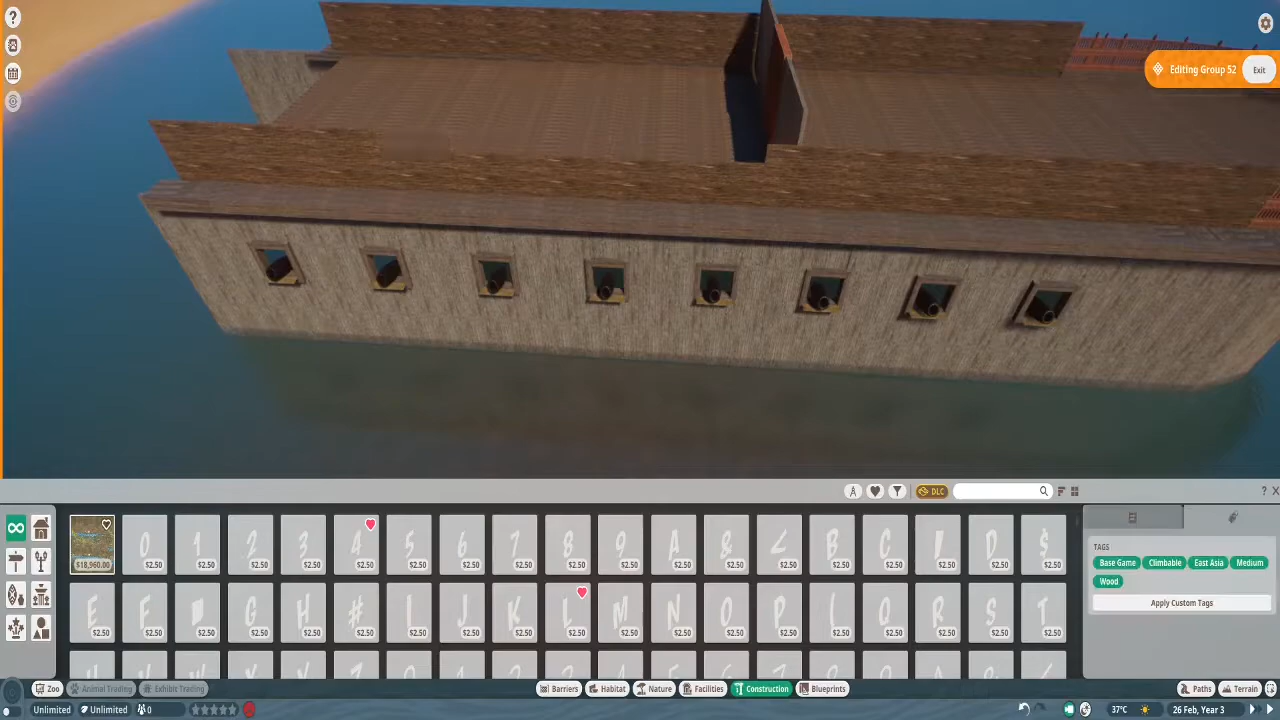 ?
Editing Group 52
Exit
DLC
? X
$18,960.00
0 $2.50
1 $2.50
2 $2.50
3 $2.50
4 $2.50
5 $2.50
6 $2.50
7 $2.50
8 $2.50
9 $2.50
A $2.50
& $2.50
$2.50
B $2.50
C $2.50
$2.50
D $2.50
$ $2.50
E $2.50
F $2.50
$2.50
G $2.50
H $2.50
# $2.50
I $2.50
J $2.50
K $2.50
L $2.50
M $2.50
N $2.50
O $2.50
P $2.50
$2.50
Q $2.50
R $2.50
S $2.50
T $2.50
TAGS
Base Game Climbable East Asia Medium
Wood
Apply Custom Tags
Zoo Animal Trading Exhibit Trading Barriers Habitat Nature Facilities Construction Blueprints Paths Terrain
Unlimited Unlimited 0 37°C 26 Feb, Year 3